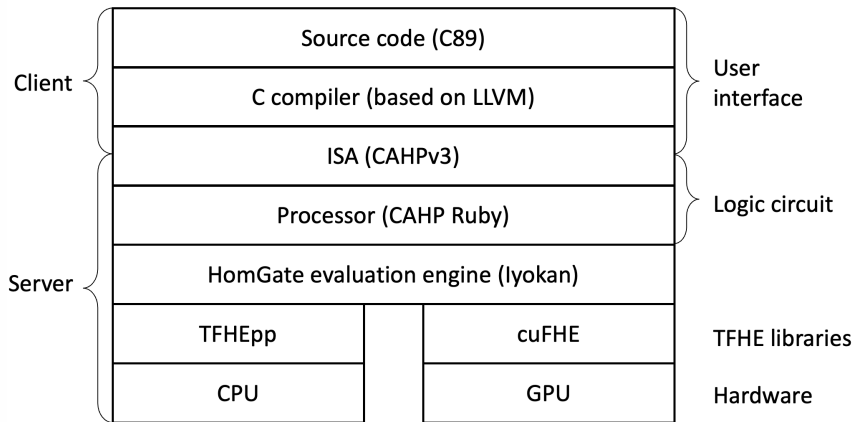 Source code (C89)
Client
User
interface
C compiler (based on LLVM)
ISA (CAHPv3)
Processor (CAHP Ruby)
Logic circuit
Server
HomGate evaluation engine (Iyokan)
TFHEpp
cuFHE
TFHE libraries
CPU
GPU
Hardware